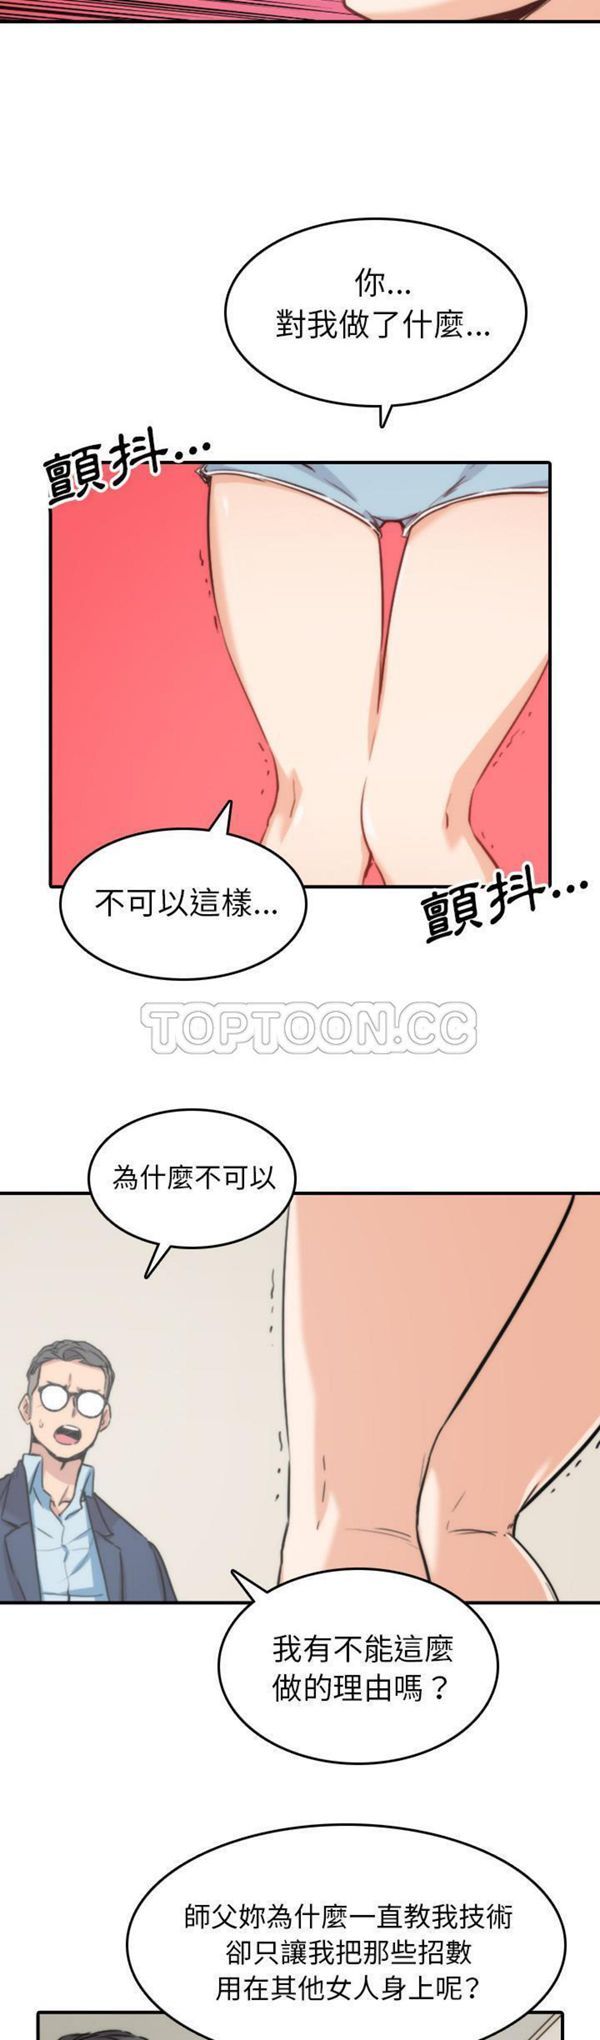 你...
對我做了什麼...
顫抖...
不可以這樣...
顫抖...
TOPTOON.CC
為什麼不可以
我有不能這麼
做的理由嗎？
師父妳為什麼一直教我技術
卻只讓我把那些招數
用在其他女人身上呢？